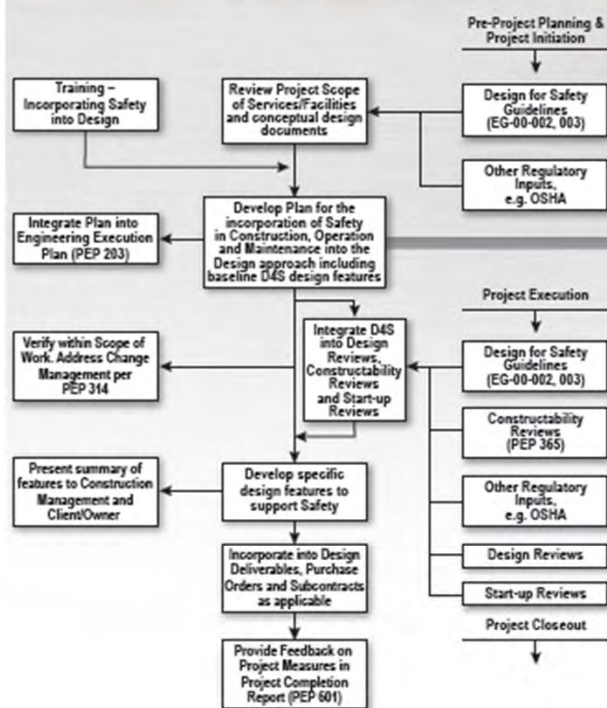 Pre-Project Planning &
Project Initiation
Training –
Incorporating Safety
into Design
Review Project Scope
of Services/Facilities
and conceptual design
documents
Design for Safety
Guidelines
(EG-00-002, 003)
Other Regulatory
Inputs,
e.g. OSHA
Integrate Plan into
Engineering Execution
Plan (PEP 203)
Develop Plan for the
incorporation of Safety
in Construction, Operation
and Maintenance into the
Design approach including
baseline D4S design features
Project Execution
Verify within Scope of
Work. Address Change
Management per
PEP 314
Integrate D4S
into Design
Reviews,
Constructability
Reviews
and Start-up
Reviews
Design for Safety
Guidelines
(EG-00-002, 003)
Constructability
Reviews
(PEP 365)
Present summary of
features to Construction
Management and
Client/Owner
Develop specific
design features to
support Safety
Other Regulatory
Inputs,
e.g. OSHA
Design Reviews
Incorporate into Design
Deliverables, Purchase
Orders and Subcontracts
as applicable
Start-up Reviews
Project Closeout
Provide Feedback on
Project Measures in
Project Completion
Report (PEP 601)